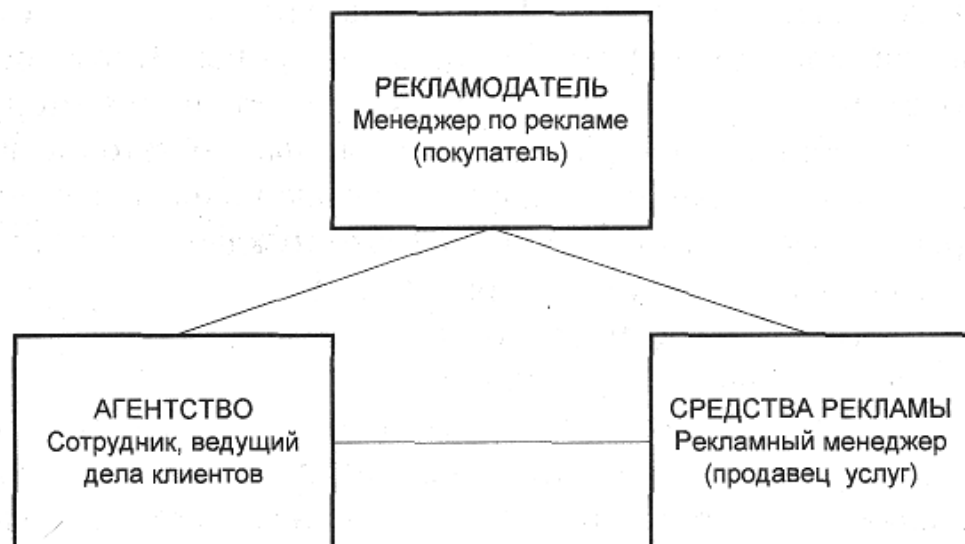 РЕКЛАМОДАТЕЛЬ
Менеджер по рекламе
(покупатель)
АГЕНТСТВО
Сотрудник, ведущий
дела клиентов
СРЕДСТВА РЕКЛАМЫ
Рекламный менеджер
(продавец услуг)